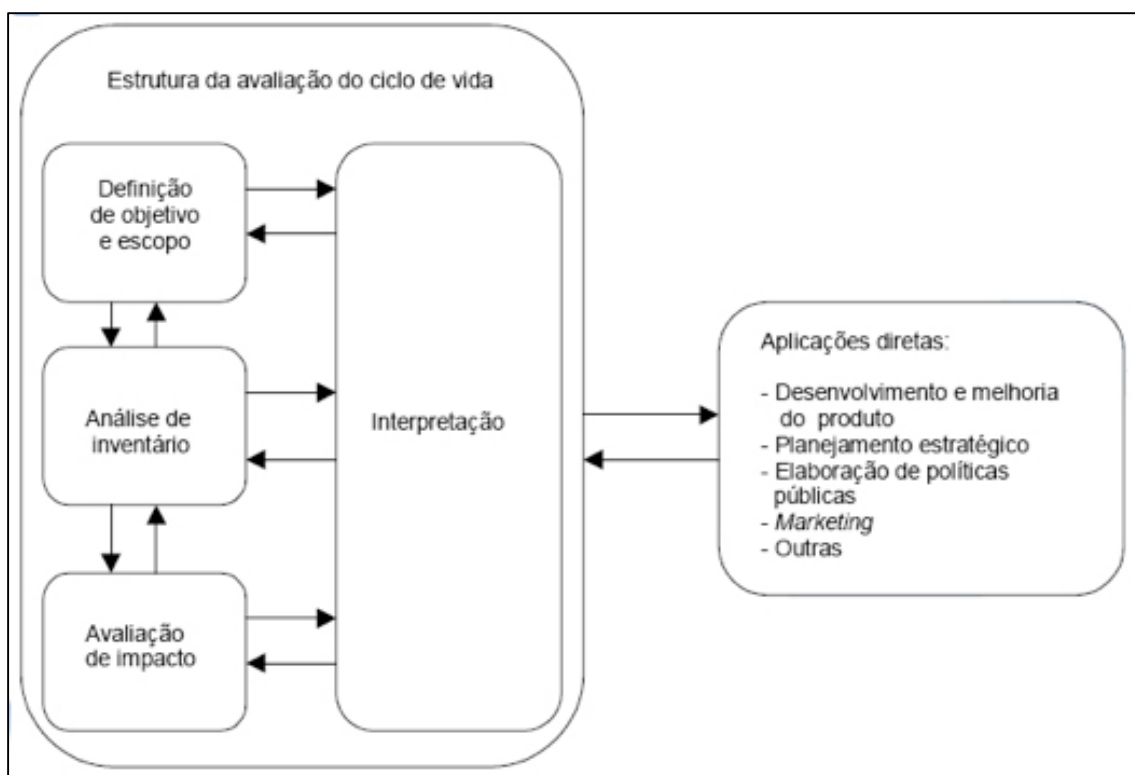 Estrutura da avaliação do ciclo de vida
Definição
de objetivo
e escopo
Análise de
inventário
Avaliação
de impacto
Interpretação
Aplicações diretas:
- Desenvolvimento e melhoria
do produto
- Planejamento estratégico
- Elaboração de políticas
públicas
- Marketing
- Outras